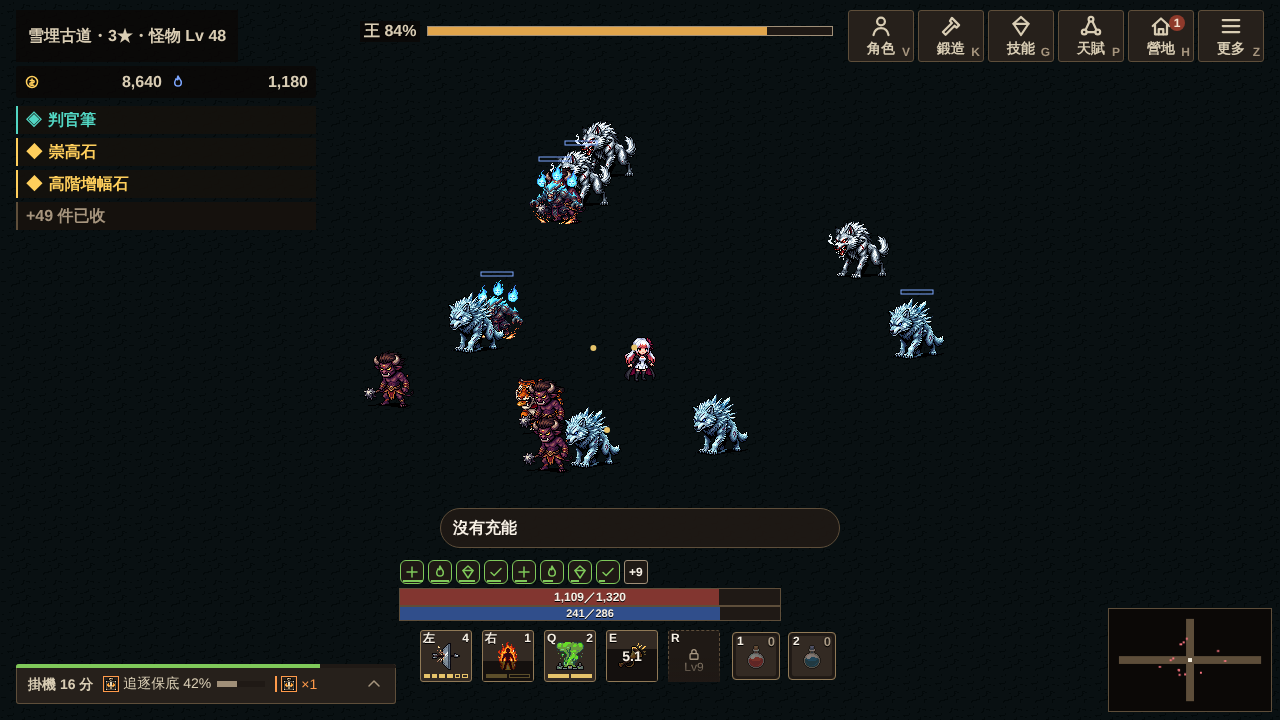 雪埋古道・3★・怪物 Lv 48
王 84%
角色 V
鍛造 K
技能 G
天賦 P
營地 H 1
更多 Z
8,640
1,180
判官筆
崇高石
高階增幅石
+49 件已收
沒有充能
+9
1,109／1,320
241／286
左 4
右 1
Q 2
E 5.1
R Lv9
1 0
2 0
掛機 16 分 追逐保底 42% ×1